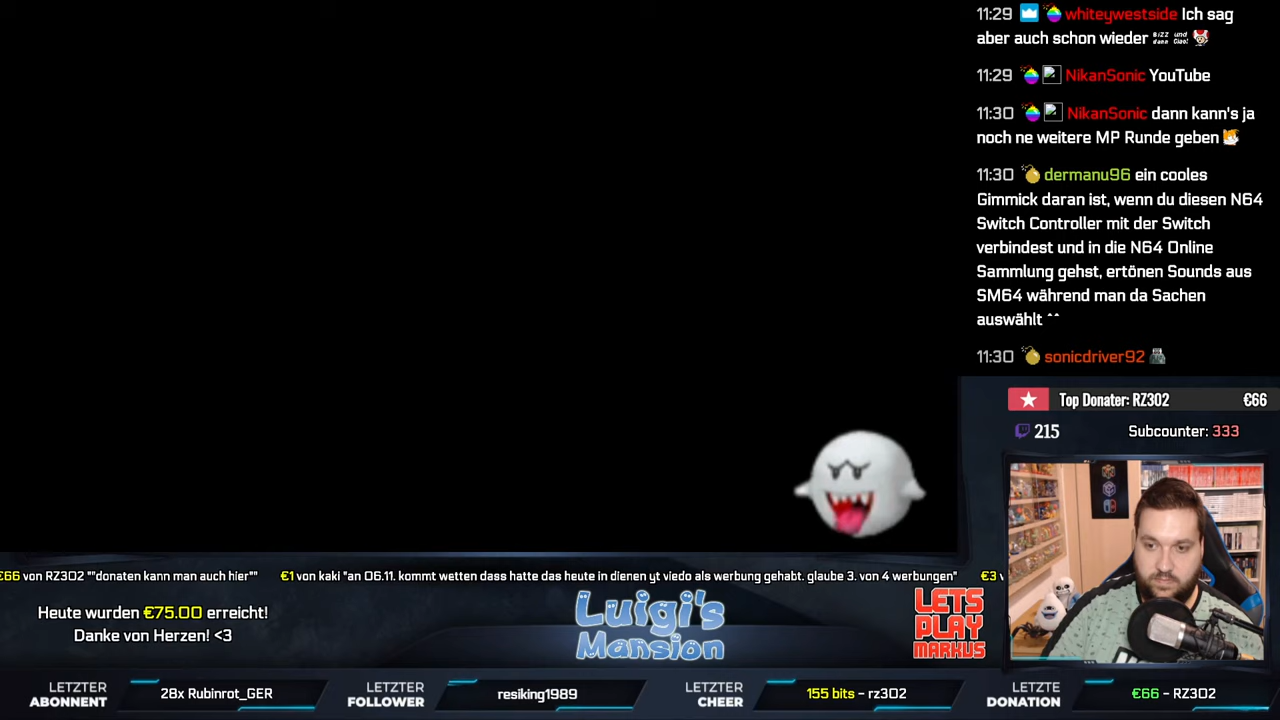 11:29 whiteywestside Ich sag
aber auch schon wieder Bizz und dann Ciao!
11:29 NikanSonic YouTube
11:30 NikanSonic dann kann's ja
noch ne weitere MP Runde geben
11:30 dermanu96 ein cooles
Gimmick daran ist, wenn du diesen N64
Switch Controller mit der Switch
verbindest und in die N64 Online
Sammlung gehst, ertönen Sounds aus
SM64 während man da Sachen
auswählt ^^
11:30 sonicdriver92
Top Donater: RZ302 €66
215 Subcounter: 333
€66 von RZ302 ""donaten kann man auch hier"" €1 von kaki "an 06.11. kommt wetten dass hatte das heute in dienen yt viedo als werbung gehabt. glaube 3. von 4 werbungen" €3
Heute wurden €75.00 erreicht!
Danke von Herzen! <3
Luigi's
Mansion
LETS
PLAY
MARKUS
LETZTER
ABONNENT
28x Rubinrot_GER
LETZTER
FOLLOWER
resiking1989
LETZTER
CHEER
155 bits - rz302
LETZTE
DONATION
€66 - RZ302